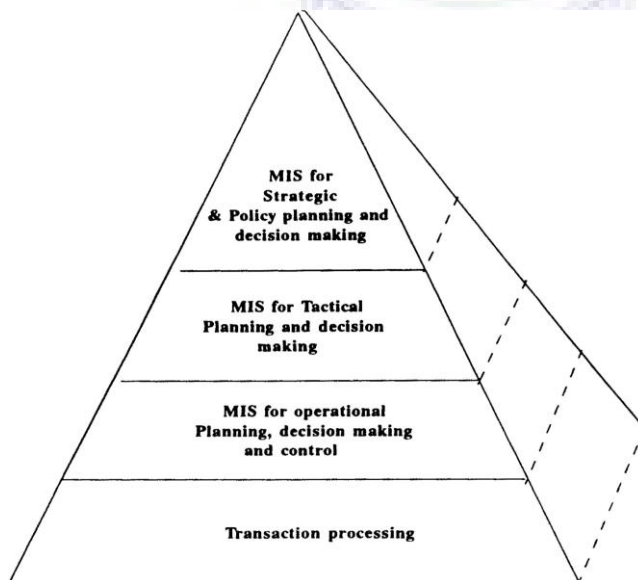 MIS for
Strategic
& Policy planning and
decision making
MIS for Tactical
Planning and decision
making
MIS for operational
Planning, decision making
and control
Transaction processing